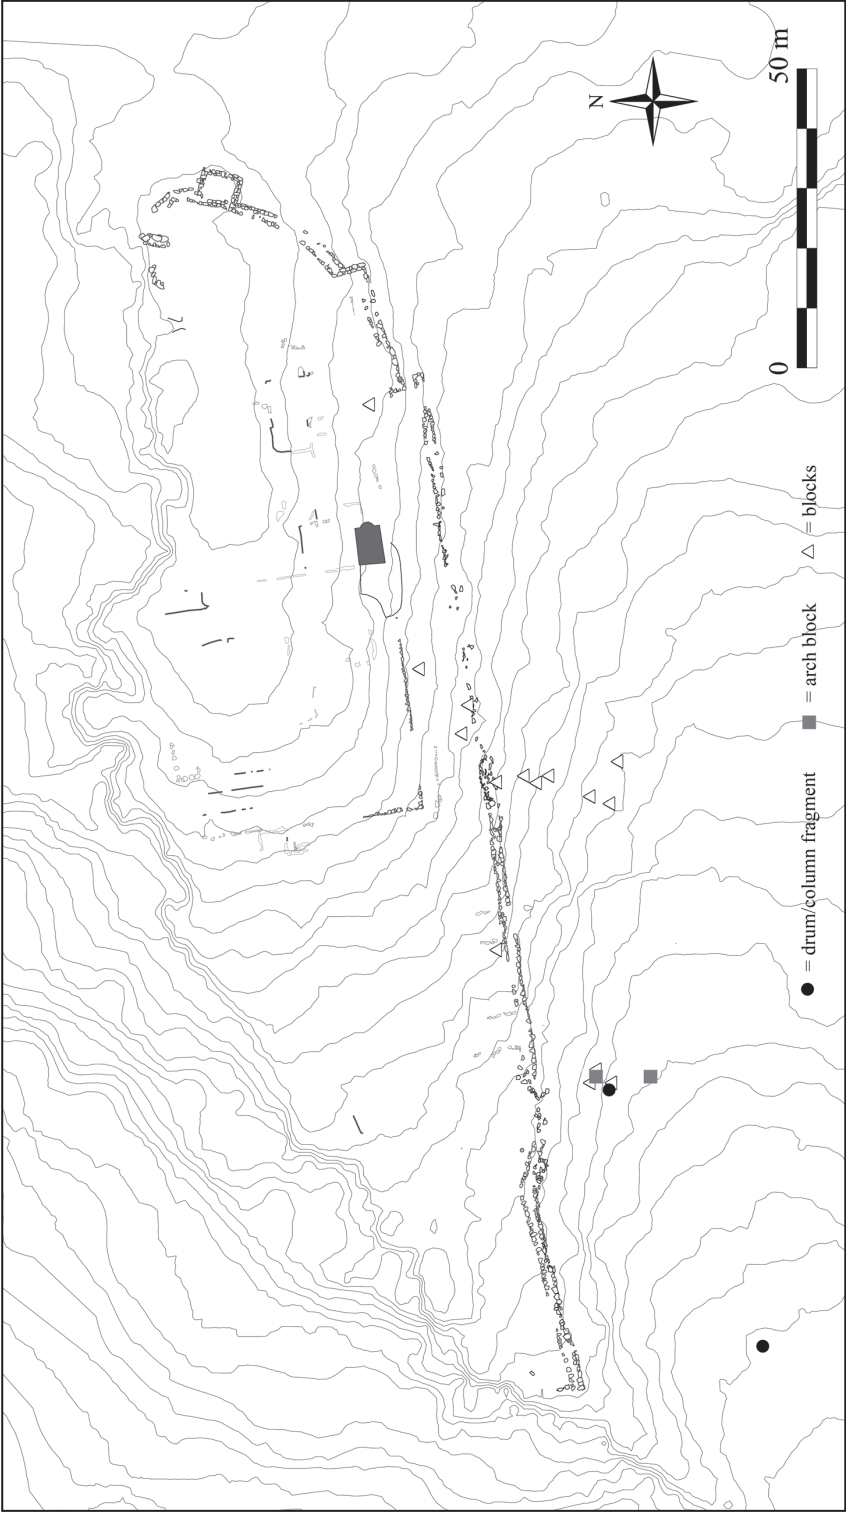 N
0
50 m
● = drum/column fragment
■ = arch block
△ = blocks